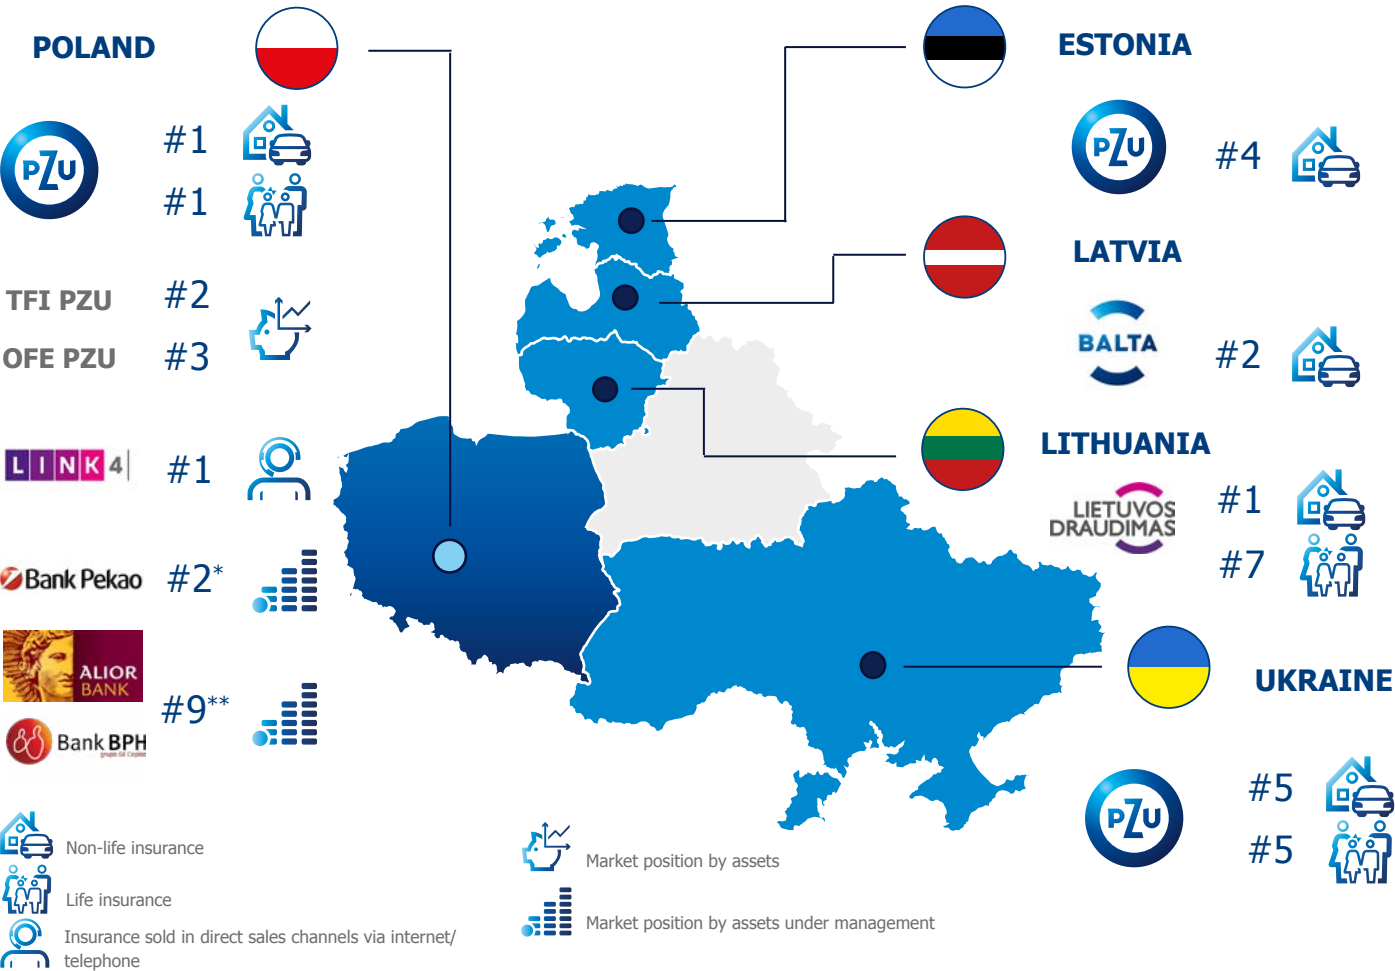 POLAND
PZU
#1
#1
TFI PZU
#2
OFE PZU
#3
LINK4
#1
Bank Pekao
#2*
ALIOR
BANK
#9**
Bank BPH
grupa GE Capital
ESTONIA
PZU
#4
LATVIA
BALTA
#2
LITHUANIA
LIETUVOS
DRAUDIMAS
#1
#7
UKRAINE
PZU
#5
#5
Non-life insurance
Life insurance
Insurance sold in direct sales channels via internet/
telephone
Market position by assets
Market position by assets under management